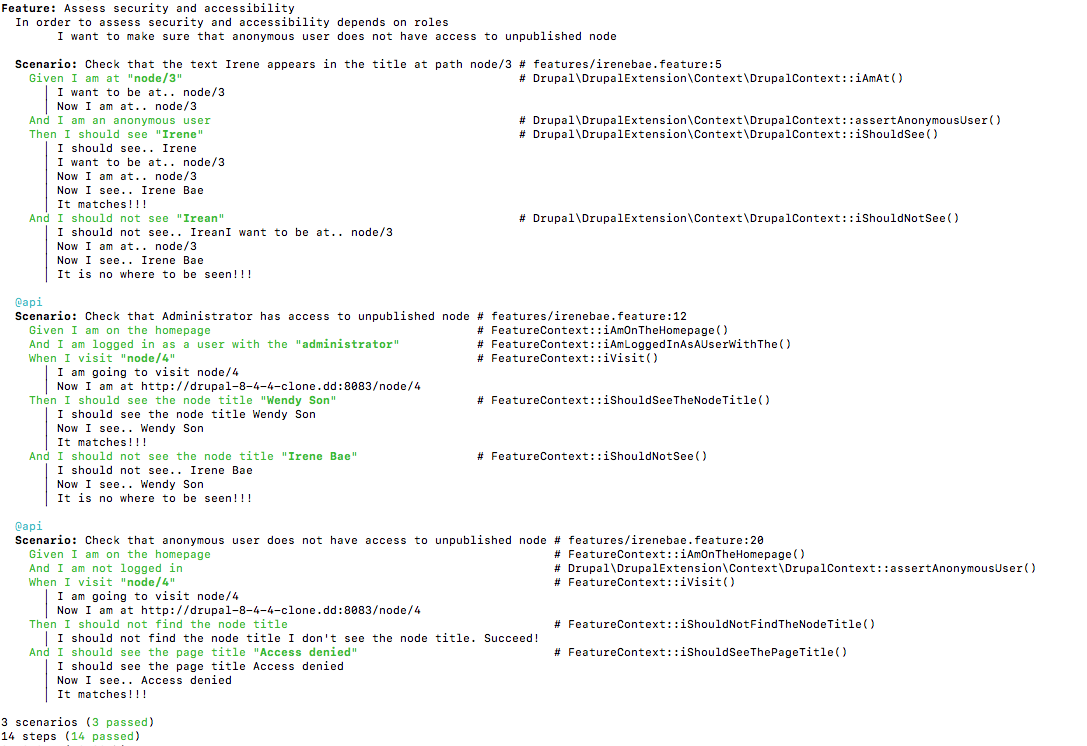 Feature: Assess security and accessibility
In order to assess security and accessibility depends on roles
I want to make sure that anonymous user does not have access to unpublished node
Scenario: Check that the text Irene appears in the title at path node/3 # features/irenebae.feature:5
Given I am at "node/3" # Drupal\DrupalExtension\Context\DrupalContext::iAmAt()
│ I want to be at.. node/3
│ Now I am at.. node/3
And I am an anonymous user # Drupal\DrupalExtension\Context\DrupalContext::assertAnonymousUser()
Then I should see "Irene" # Drupal\DrupalExtension\Context\DrupalContext::iShouldSee()
│ I should see.. Irene
│ I want to be at.. node/3
│ Now I am at.. node/3
│ Now I see.. Irene Bae
│ It matches!!!
And I should not see "Irean" # Drupal\DrupalExtension\Context\DrupalContext::iShouldNotSee()
│ I should not see.. IreanI want to be at.. node/3
│ Now I am at.. node/3
│ Now I see.. Irene Bae
│ It is no where to be seen!!!
@api
Scenario: Check that Administrator has access to unpublished node # features/irenebae.feature:12
Given I am on the homepage # FeatureContext::iAmOnTheHomepage()
And I am logged in as a user with the "administrator" # FeatureContext::iAmLoggedInAsAUserWithThe()
When I visit "node/4" # FeatureContext::iVisit()
│ I am going to visit node/4
│ Now I am at http://drupal-8-4-4-clone.dd:8083/node/4
Then I should see the node title "Wendy Son" # FeatureContext::iShouldSeeTheNodeTitle()
│ I should see the node title Wendy Son
│ Now I see.. Wendy Son
│ It matches!!!
And I should not see the node title "Irene Bae" # FeatureContext::iShouldNotSee()
│ I should not see.. Irene Bae
│ Now I see.. Wendy Son
│ It is no where to be seen!!!
@api
Scenario: Check that anonymous user does not have access to unpublished node # features/irenebae.feature:20
Given I am on the homepage # FeatureContext::iAmOnTheHomepage()
And I am not logged in # Drupal\DrupalExtension\Context\DrupalContext::assertAnonymousUser()
When I visit "node/4" # FeatureContext::iVisit()
│ I am going to visit node/4
│ Now I am at http://drupal-8-4-4-clone.dd:8083/node/4
Then I should not find the node title # FeatureContext::iShouldNotFindTheNodeTitle()
│ I should not find the node title I don't see the node title. Succeed!
And I should see the page title "Access denied" # FeatureContext::iShouldSeeThePageTitle()
│ I should see the page title Access denied
│ Now I see.. Access denied
│ It matches!!!
3 scenarios (3 passed)
14 steps (14 passed)